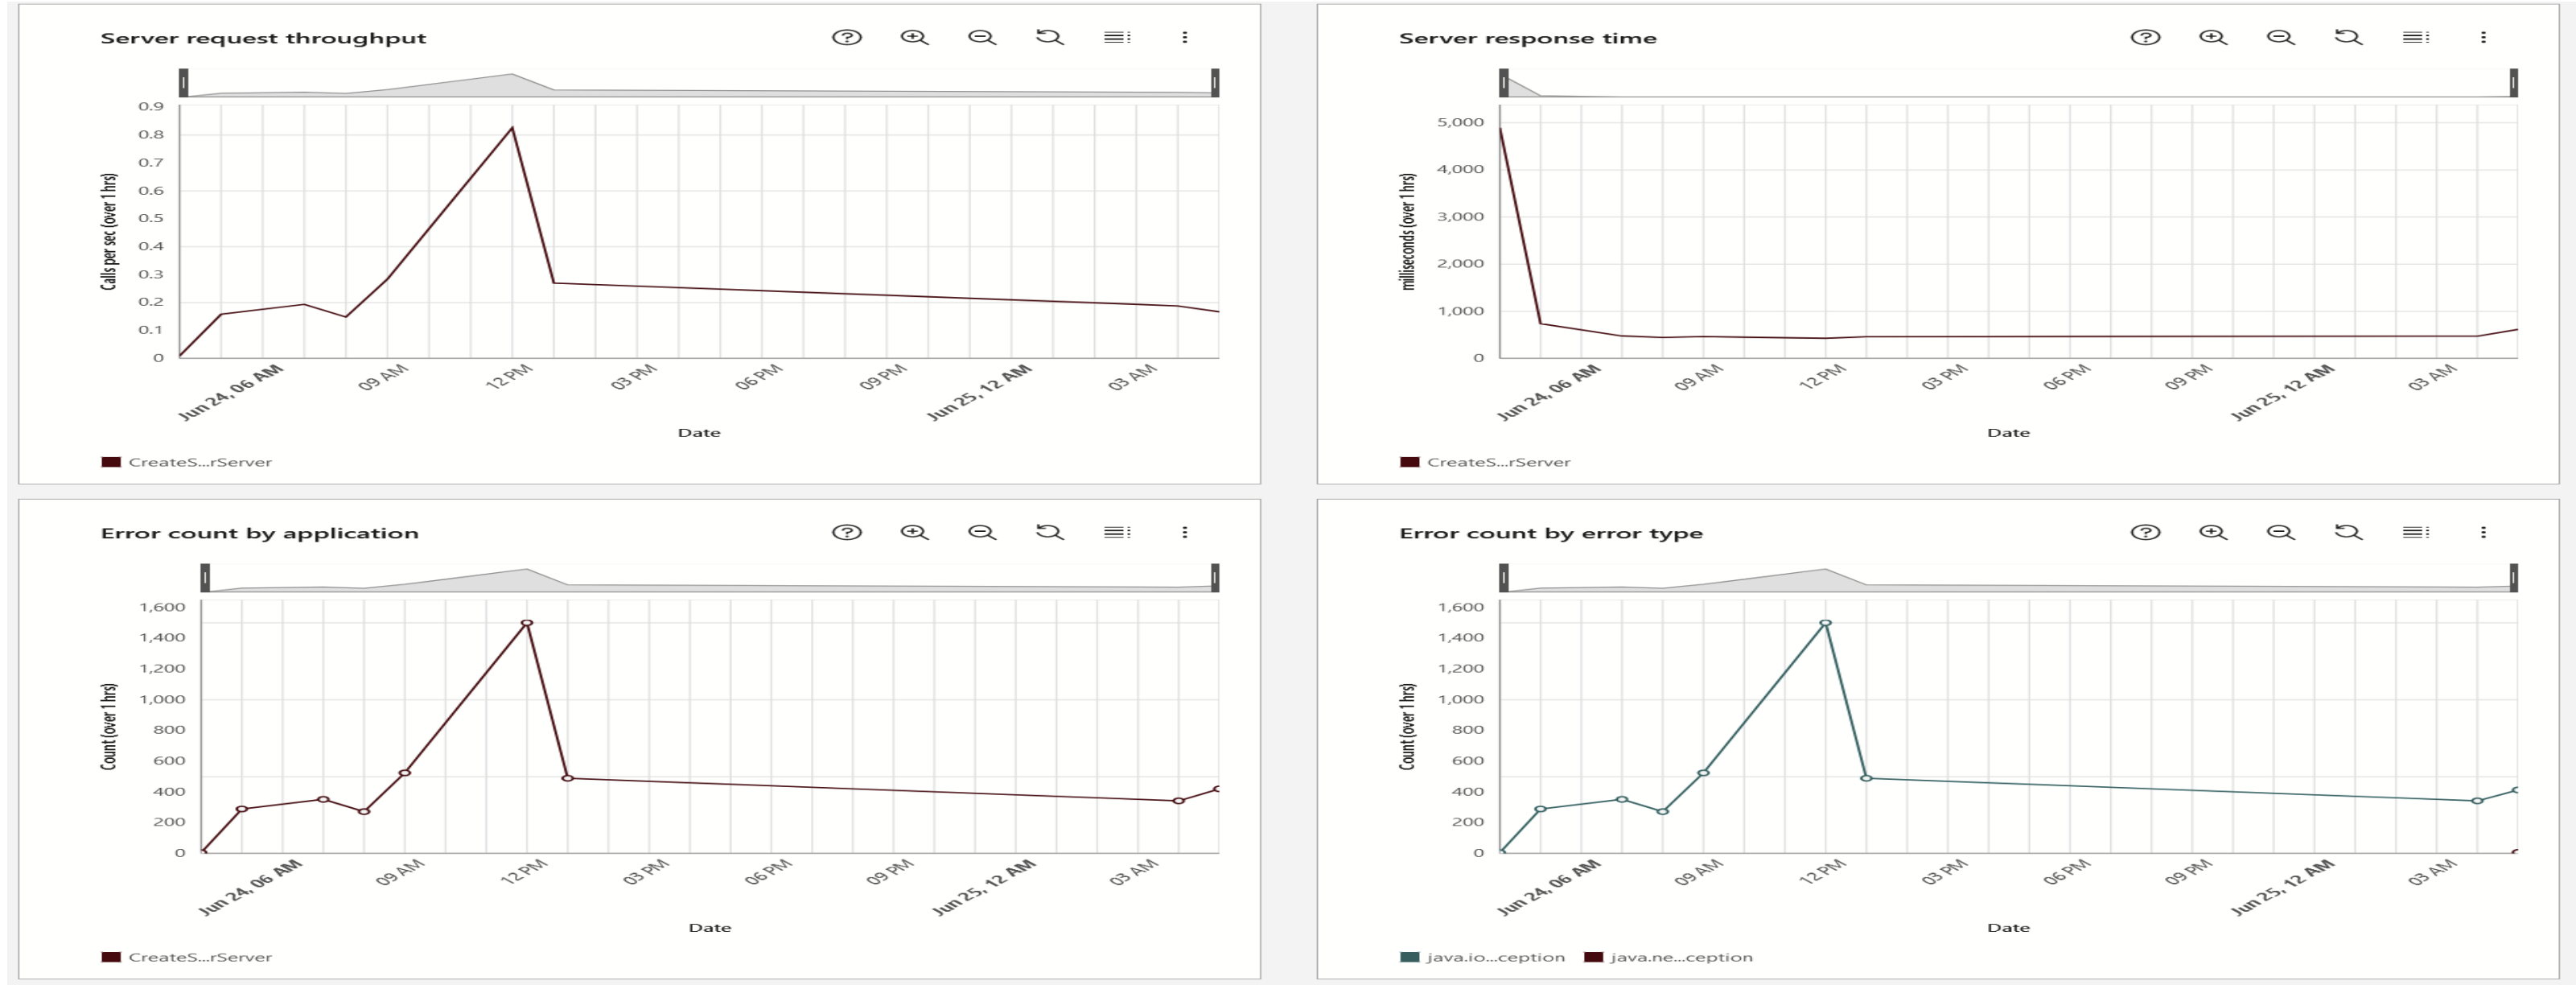 Server request throughput
0.9
0.8
0.7
0.6
0.5
0.4
0.3
0.2
0.1
0
Calls per sec (over 1 hrs)
Jun 24, 06 AM
09 AM
12 PM
03 PM
06 PM
09 PM
Jun 25, 12 AM
03 AM
Date
CreateS...rServer
Server response time
5,000
4,000
3,000
2,000
1,000
0
milliseconds (over 1 hrs)
Jun 24, 06 AM
09 AM
12 PM
03 PM
06 PM
09 PM
Jun 25, 12 AM
03 AM
Date
CreateS...rServer
Error count by application
1,600
1,400
1,200
1,000
800
600
400
200
0
Count (over 1 hrs)
Jun 24, 06 AM
09 AM
12 PM
03 PM
06 PM
09 PM
Jun 25, 12 AM
03 AM
Date
CreateS...rServer
Error count by error type
1,600
1,400
1,200
1,000
800
600
400
200
0
Count (over 1 hrs)
Jun 24, 06 AM
09 AM
12 PM
03 PM
06 PM
09 PM
Jun 25, 12 AM
03 AM
Date
java.io...ception java.ne...ception